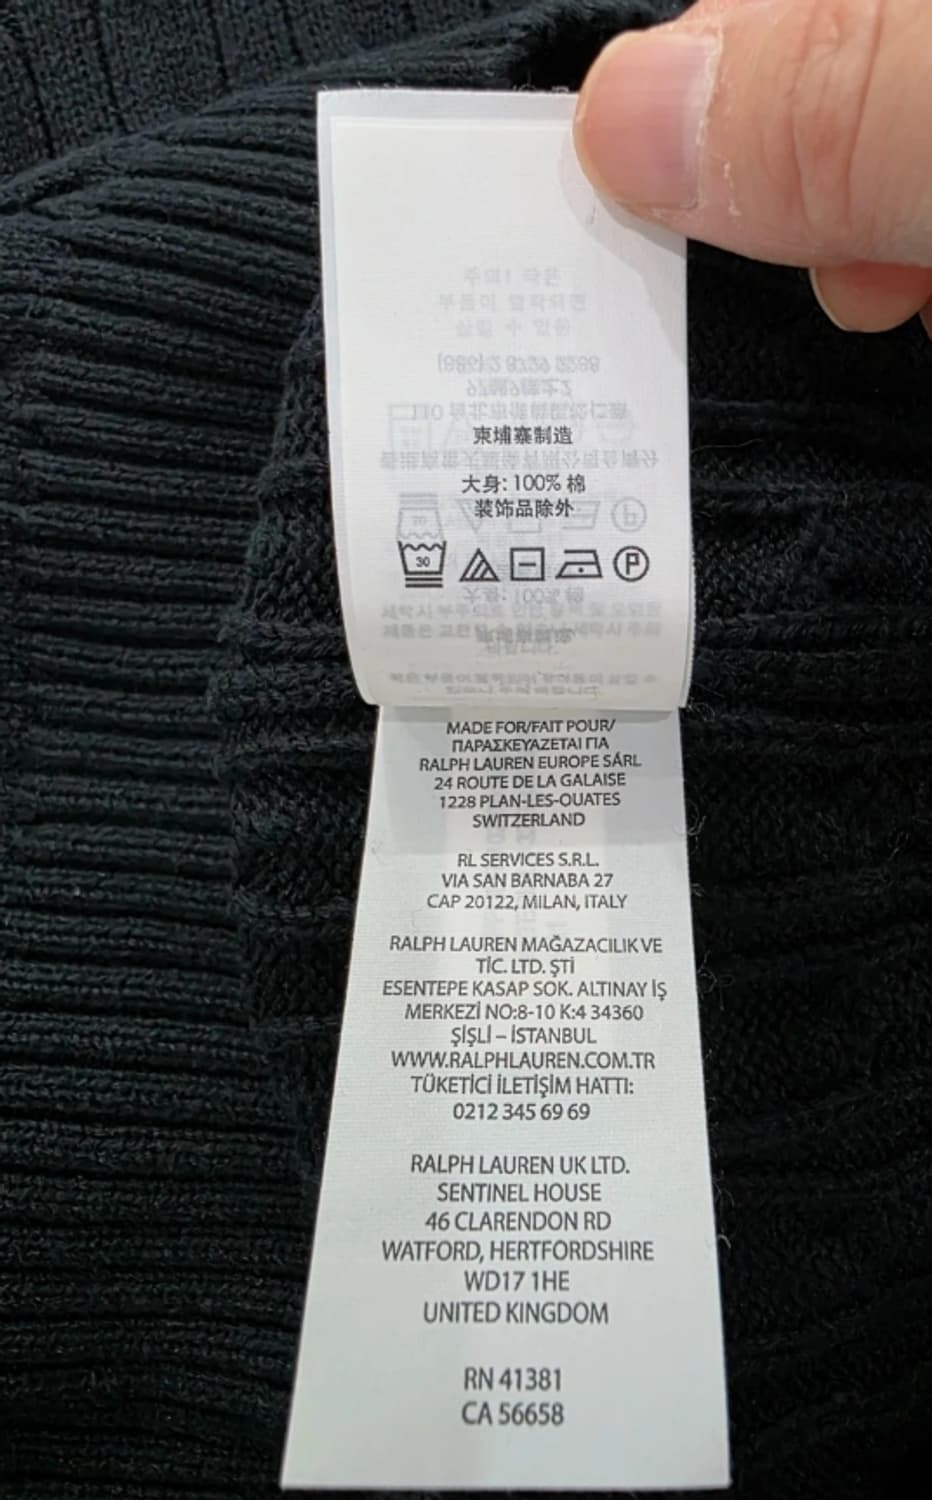 柬埔寨制造
大身: 100% 棉
装饰品除外
30
P
MADE FOR/FAIT POUR/
ΠΑΡΑΣΚΕΥΑΖΕΤΑΙ ΓΙΑ
RALPH LAUREN EUROPE SÁRL
24 ROUTE DE LA GALAISE
1228 PLAN-LES-OUATES
SWITZERLAND
RL SERVICES S.R.L.
VIA SAN BARNABA 27
CAP 20122, MILAN, ITALY
RALPH LAUREN MAĞAZACILIK VE
TİC. LTD. ŞTİ
ESENTEPE KASAP SOK. ALTINAY İŞ
MERKEZİ NO:8-10 K:4 34360
ŞİŞLİ – İSTANBUL
WWW.RALPHLAUREN.COM.TR
TÜKETİCİ İLETİŞİM HATTI:
0212 345 69 69
RALPH LAUREN UK LTD.
SENTINEL HOUSE
46 CLARENDON RD
WATFORD, HERTFORDSHIRE
WD17 1HE
UNITED KINGDOM
RN 41381
CA 56658